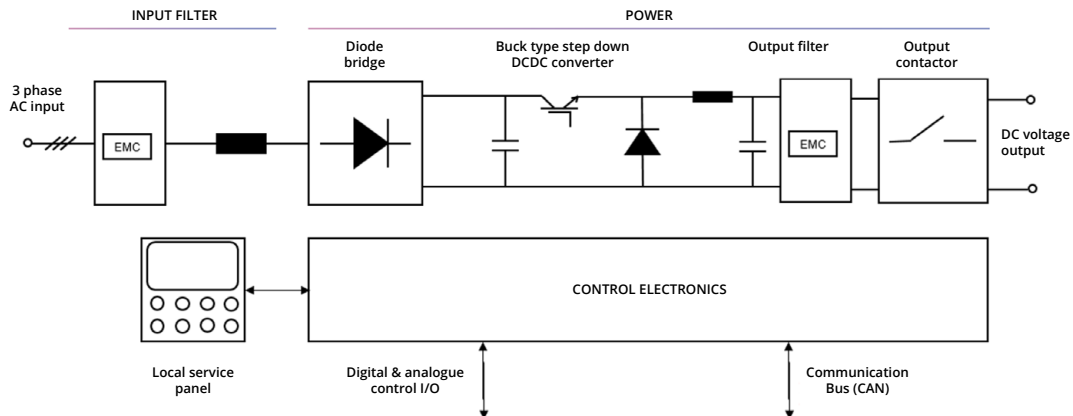 INPUT FILTER
POWER
Diode
bridge
Buck type step down
DCDC converter
Output filter
Output
contactor
3 phase
AC input
EMC
EMC
DC voltage
output
CONTROL ELECTRONICS
Local service
panel
Digital & analogue
control I/O
Communication
Bus (CAN)